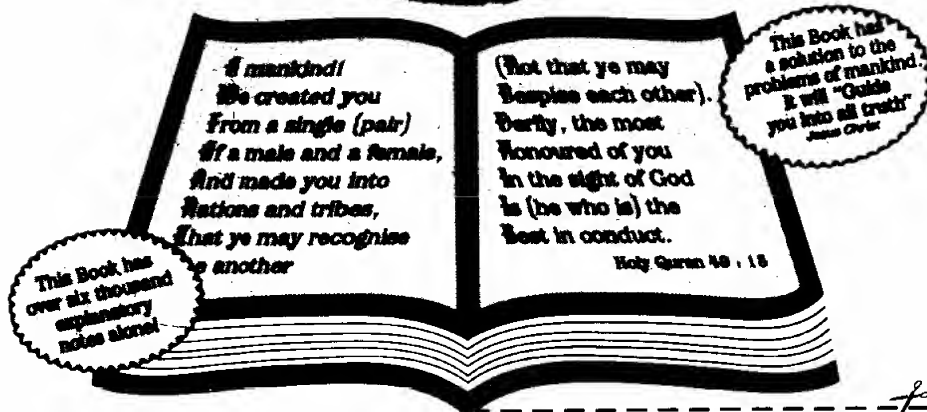 mankind!
We created you
From a single (pair)
Of a male and a female,
And made you into
Nations and tribes,
That ye may recognise
another
(Not that ye may
Despise each other).
Verily, the most
Honoured of you
In the sight of God
Is (he who is) the
Best in conduct.
Holy Quran 49 : 13
This Book has
a solution to the
problems of mankind.
It will "Guide
you into all truth"
Jesus Christ
This Book has
over six thousand
explanatory
notes alone!